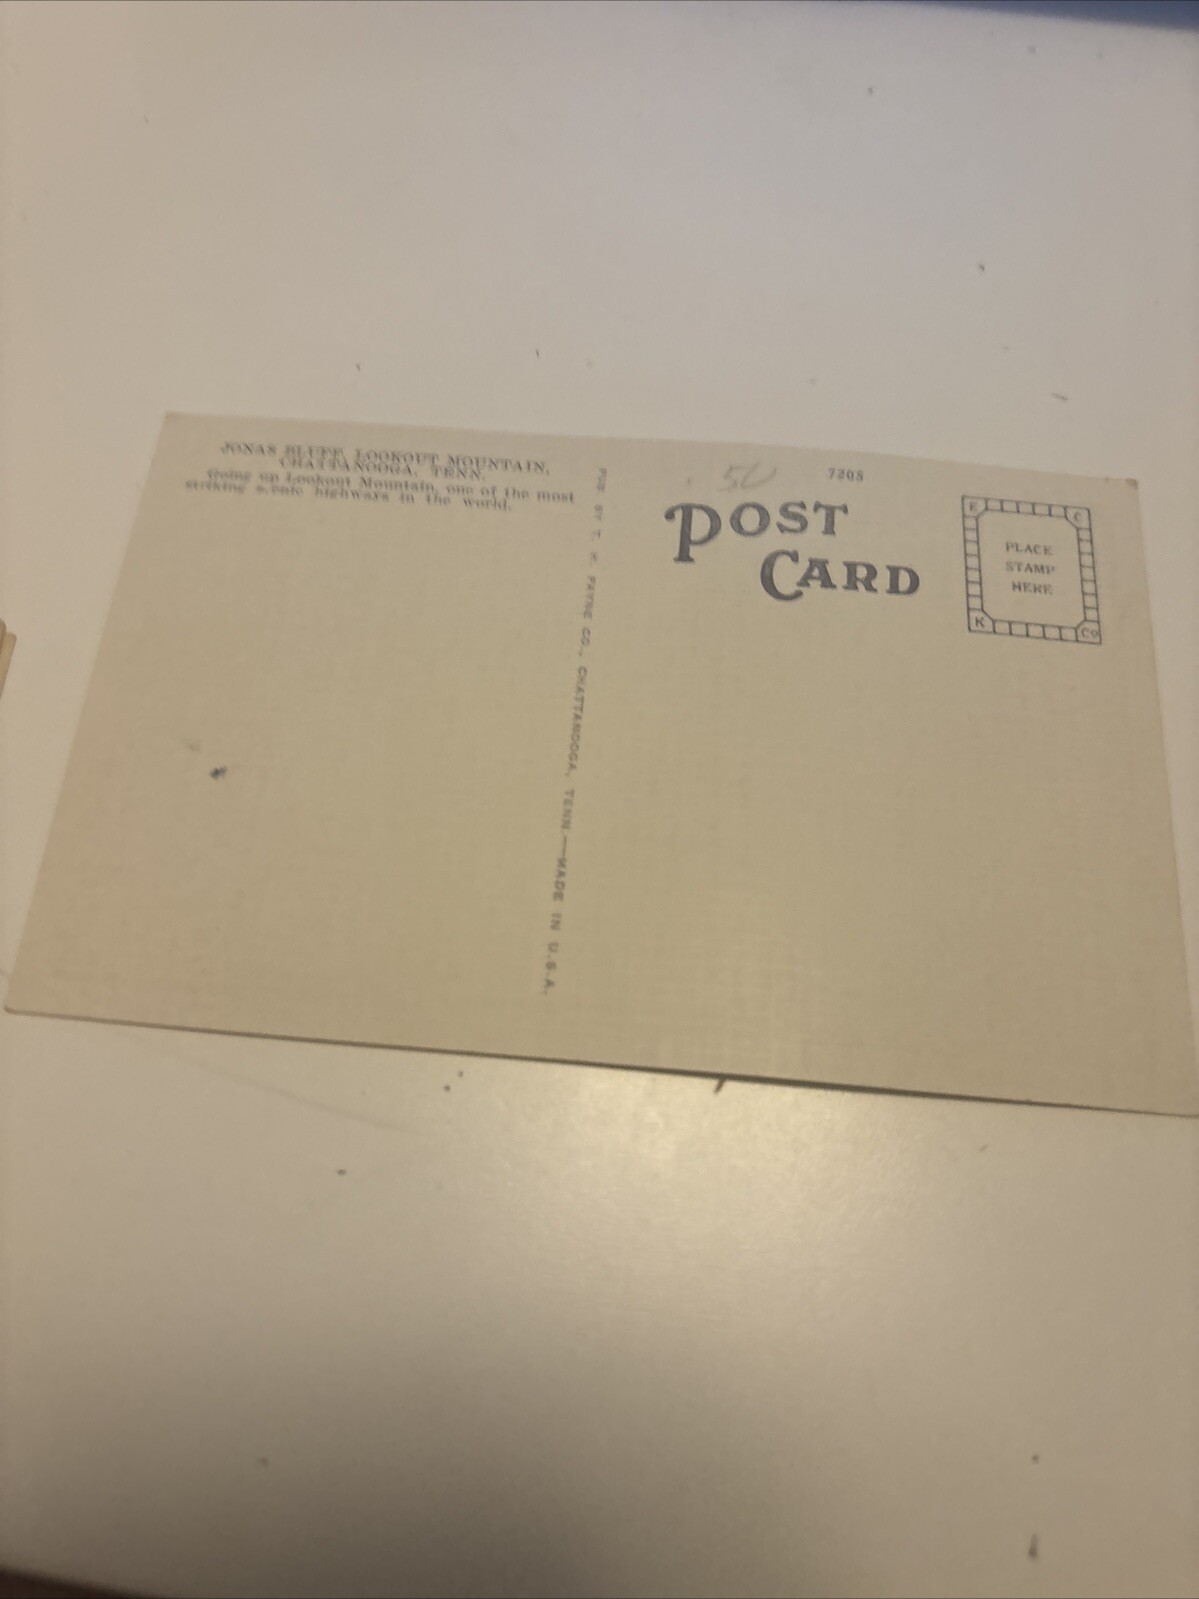 JONAS BLUFF, LOOKOUT MOUNTAIN,
CHATTANOOGA, TENN.
Going up Lookout Mountain, one of the most
striking scenic highways in the world.
PUB. BY T. H. PAYNE CO., CHATTANOOGA, TENN.—MADE IN U.S.A.
50
7205
POST
CARD
E C
PLACE
STAMP
HERE
K Co